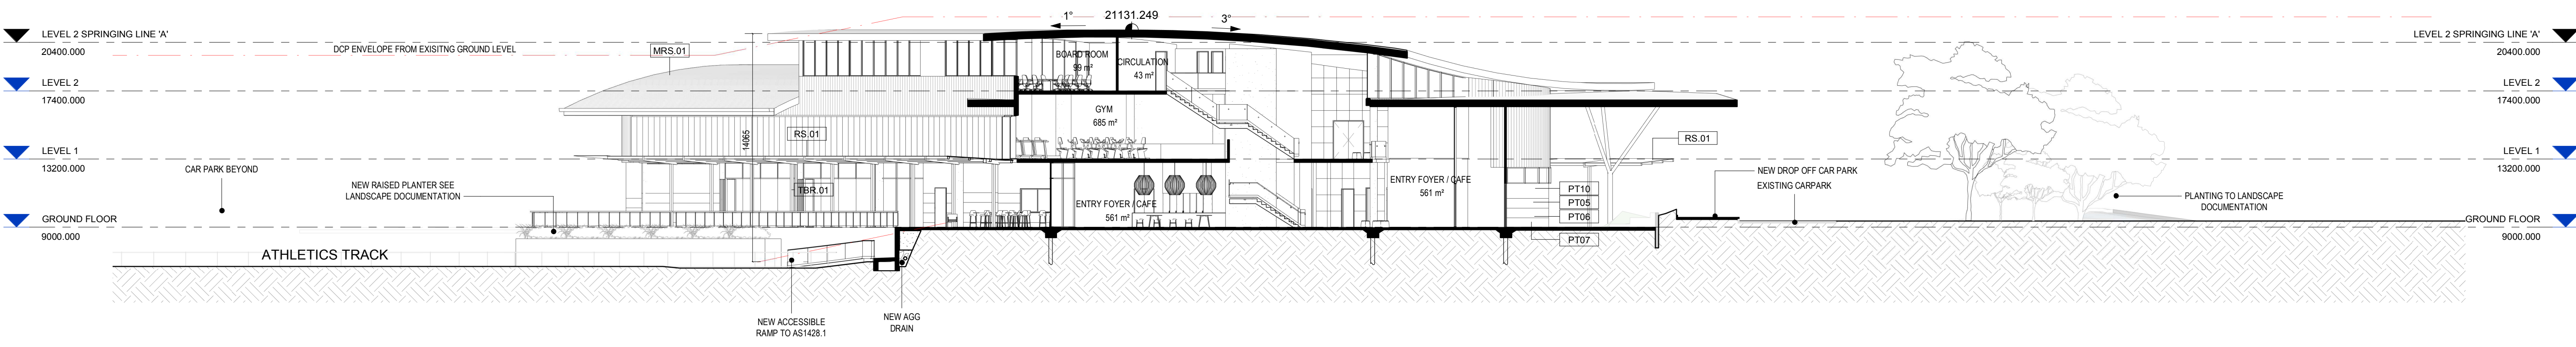 1°
21131.249
3°
LEVEL 2 SPRINGING LINE 'A'
20400.000
DCP ENVELOPE FROM EXISITNG GROUND LEVEL
MRS.01
BOARD ROOM
99 m²
CIRCULATION
43 m²
LEVEL 2 SPRINGING LINE 'A'
20400.000
LEVEL 2
17400.000
LEVEL 2
17400.000
GYM
685 m²
14065
RS.01
RS.01
LEVEL 1
13200.000
LEVEL 1
13200.000
CAR PARK BEYOND
NEW RAISED PLANTER SEE
LANDSCAPE DOCUMENTATION
TBR.01
ENTRY FOYER / CAFE
561 m²
ENTRY FOYER / CAFE
561 m²
PT10
PT05
PT06
PT07
NEW DROP OFF CAR PARK
EXISTING CARPARK
PLANTING TO LANDSCAPE
DOCUMENTATION
GROUND FLOOR
9000.000
GROUND FLOOR
9000.000
ATHLETICS TRACK
NEW ACCESSIBLE
RAMP TO AS1428.1
NEW AGG
DRAIN